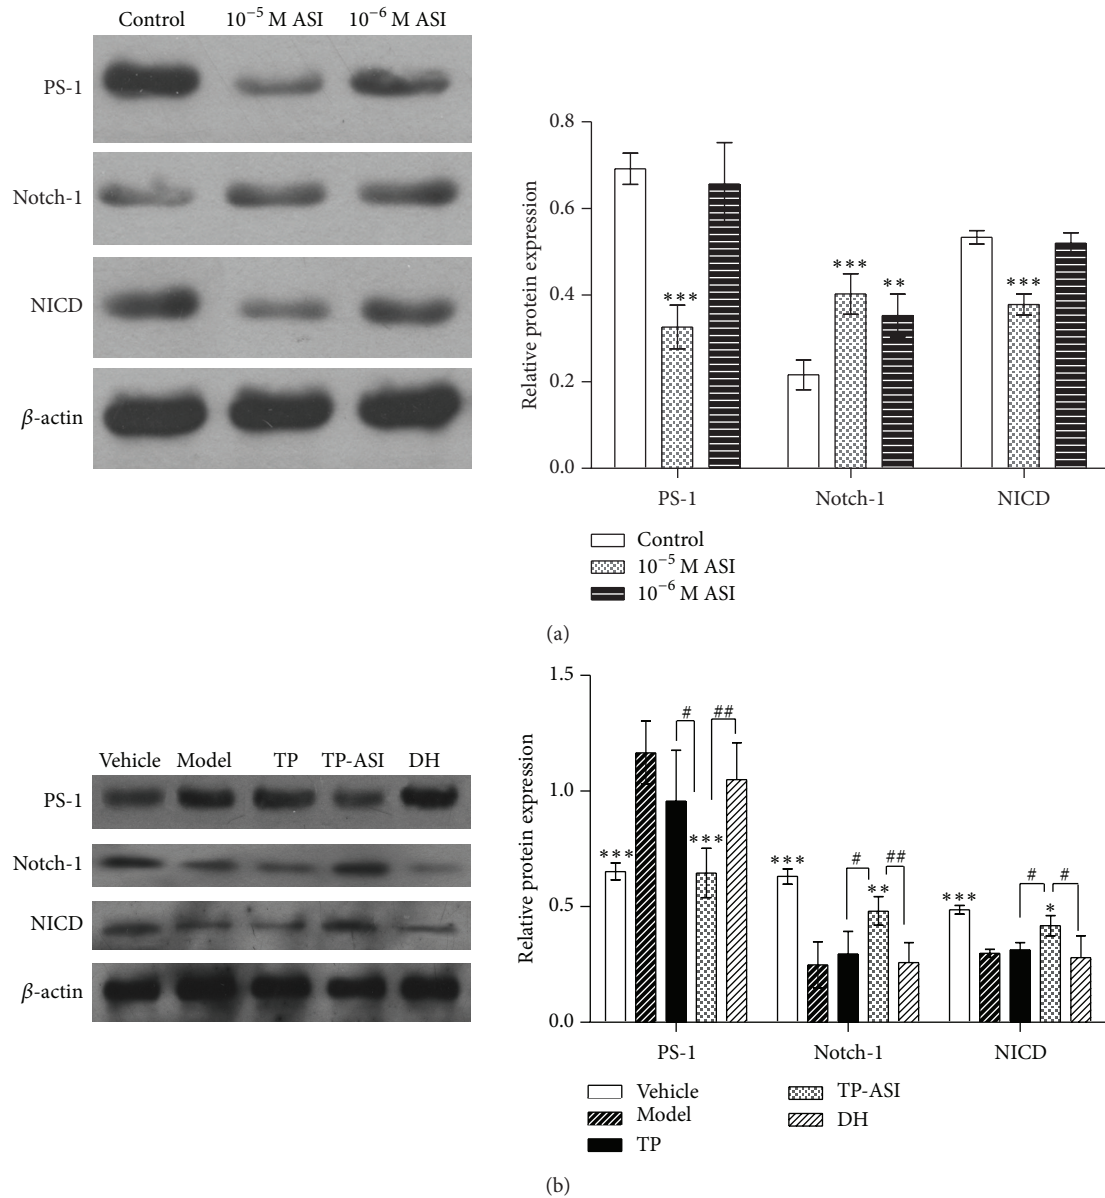 Control 10⁻⁵ M ASI 10⁻⁶ M ASI
PS-1
Notch-1
NICD
β-actin
Relative protein expression
0.8
0.6
0.4
0.2
0.0
***
***
**
***
PS-1 Notch-1 NICD
Control
10⁻⁵ M ASI
10⁻⁶ M ASI
(a)
Vehicle Model TP TP-ASI DH
PS-1
Notch-1
NICD
β-actin
Relative protein expression
1.5
1.0
0.5
0.0
*** # *** ##
*** # ** ##
*** # * #
PS-1 Notch-1 NICD
Vehicle
Model
TP
TP-ASI
DH
(b)